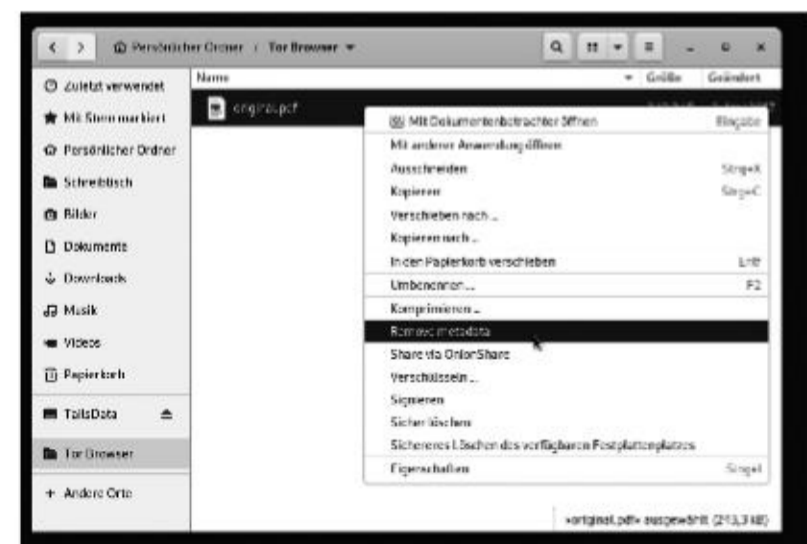 Persönlicher Ordner / Tor Browser
Name Größe Geändert
Zuletzt verwendet
Mit Stern markiert
Persönlicher Ordner
Schreibtisch
Bilder
Dokumente
Downloads
Musik
Videos
Papierkorb
TailsData
Tor Browser
+ Andere Orte
original.pdf
Mit Dokumentenbetrachter öffnen Eingabe
Mit anderer Anwendung öffnen
Ausschneiden Strg+X
Kopieren Strg+C
Verschieben nach …
Kopieren nach …
In den Papierkorb verschieben Entf
Umbenennen … F2
Komprimieren …
Remove metadata
Share via OnionShare
Verschlüsseln …
Signieren
Sicher löschen
Sichereres Löschen des verfügbaren Festplattenplatzes
Eigenschaften Strg+I
»original.pdf« ausgewählt (243,3 kB)